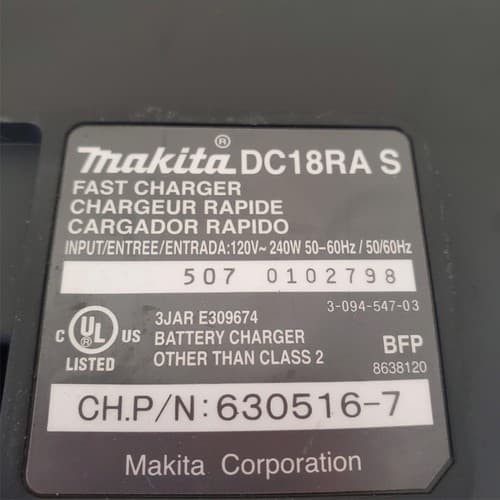 makita® DC18RA S
FAST CHARGER
CHARGEUR RAPIDE
CARGADOR RAPIDO
INPUT/ENTREE/ENTRADA:120V~ 240W 50-60Hz / 50/60Hz
507 0102798
3-094-547-03
C UL® US LISTED
3JAR E309674
BATTERY CHARGER
OTHER THAN CLASS 2
BFP
8638120
CH.P/N: 630516-7
Makita Corporation